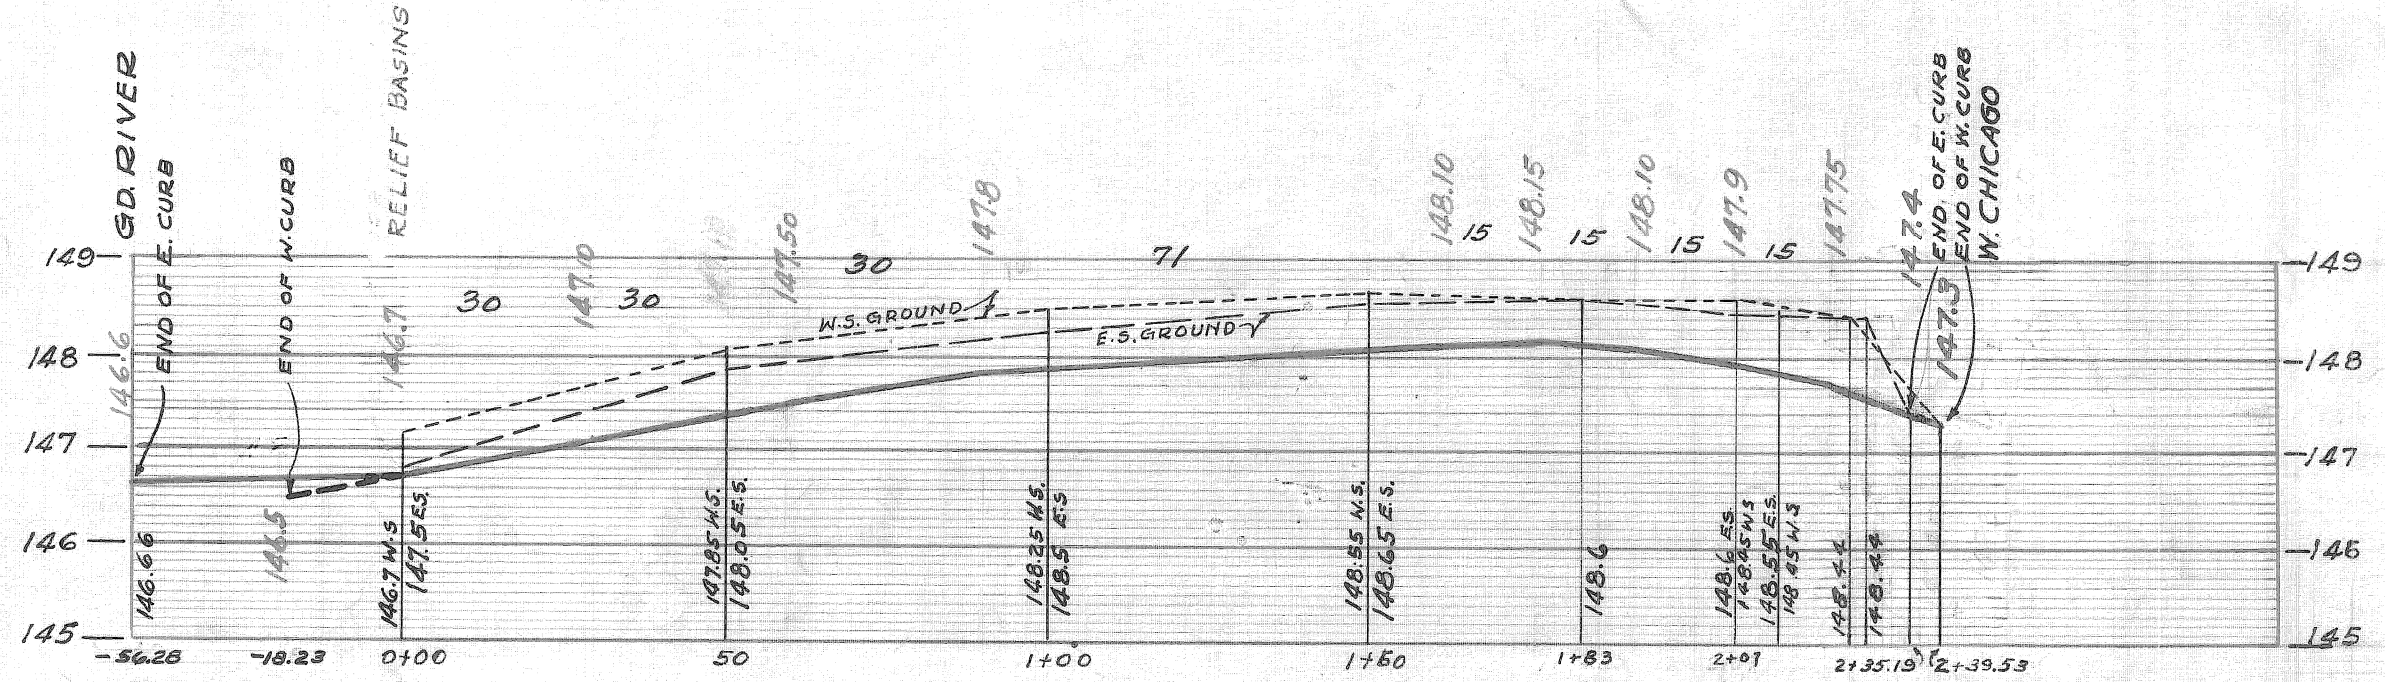 GD. RIVER
END OF E. CURB
END OF W. CURB
RELIEF BASINS
146.6
146.7
147.10
147.50
147.8
148.10
148.15
148.10
147.9
147.75
147.4
147.3
END. OF E. CURB
END OF W. CURB
W. CHICAGO
30
30
30
71
15
15
15
15
W.S. GROUND
E.S. GROUND
149
148
147
146
145
149
148
147
146
145
146.66
146.5
146.7 W.S
147.5 E.S.
147.85 W.S.
148.05 E.S.
148.25 W.S.
148.5 E.S
148.55 W.S.
148.65 E.S.
148.6
148.6 E.S.
148.45 W S
148.55 E.S.
148.45 W.S
148.44
148.44
-56.28
-18.23
0+00
50
1+00
1+50
1+83
2+07
2+35.19
2+39.53